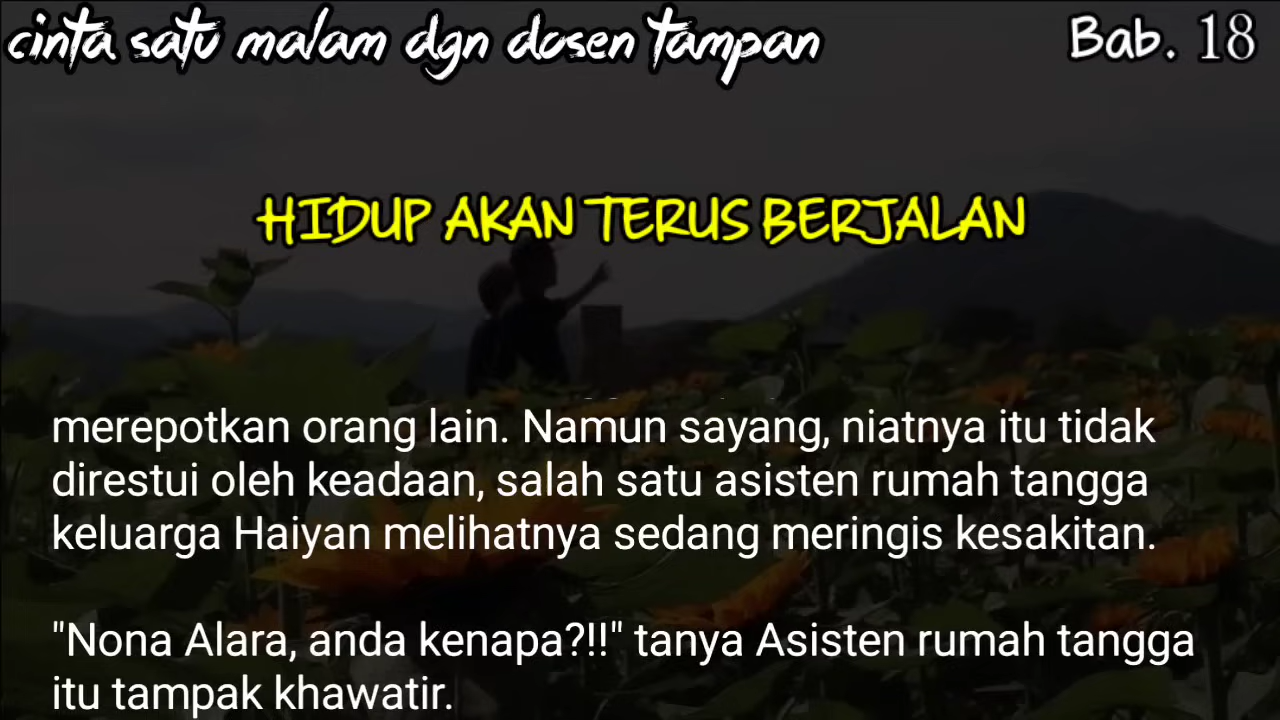 cinta satu malam dgn dosen tampan
Bab. 18
HIDUP AKAN TERUS BERJALAN
merepotkan orang lain. Namun sayang, niatnya itu tidak
direstui oleh keadaan, salah satu asisten rumah tangga
keluarga Haiyan melihatnya sedang meringis kesakitan.
"Nona Alara, anda kenapa?!!" tanya Asisten rumah tangga
itu tampak khawatir.